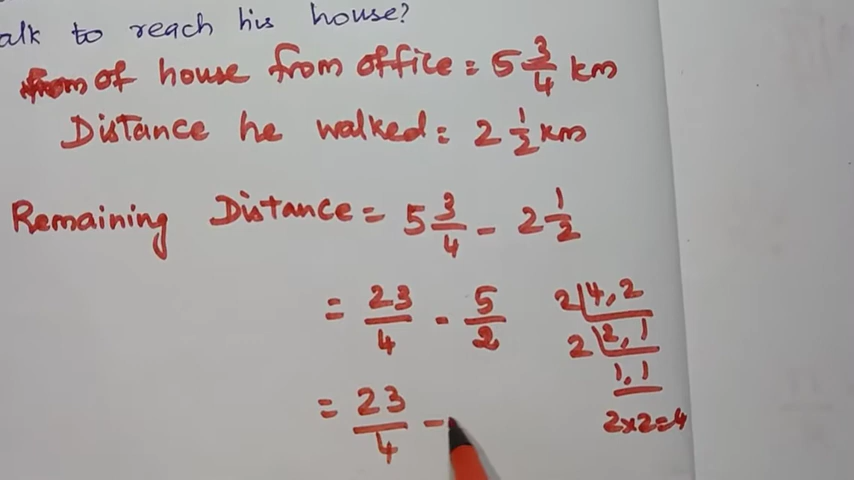 alk to reach his house?
of house from office = 5 3/4 km
Distance he walked = 2 1/2 km
Remaining Distance = 5 3/4 - 2 1/2
= 23/4 - 5/2
2 | 4, 2
2 | 2, 1
1, 1
2x2=4
= 23/4 -